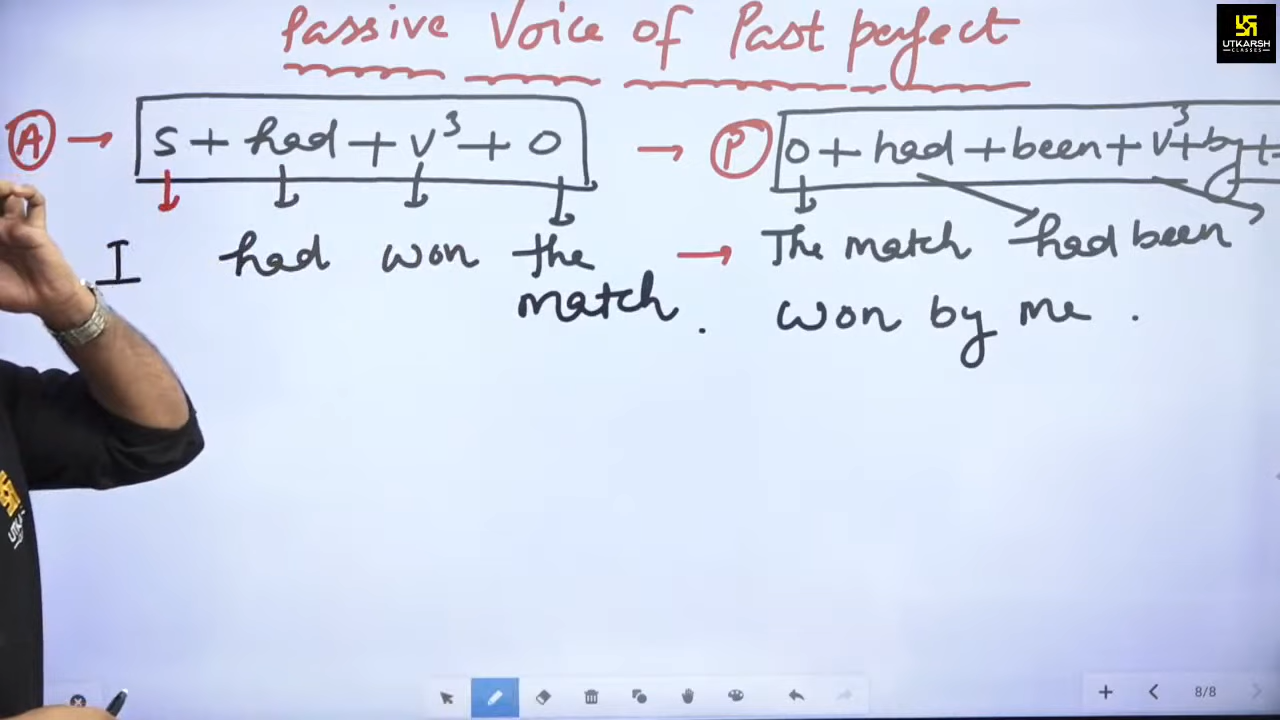 Passive Voice of Past perfect
UTKARSH
CLASSES
A → S + had + V³ + O → P O + had + been + V³ + by +
I had won the match. → The match had been won by me.
8/8